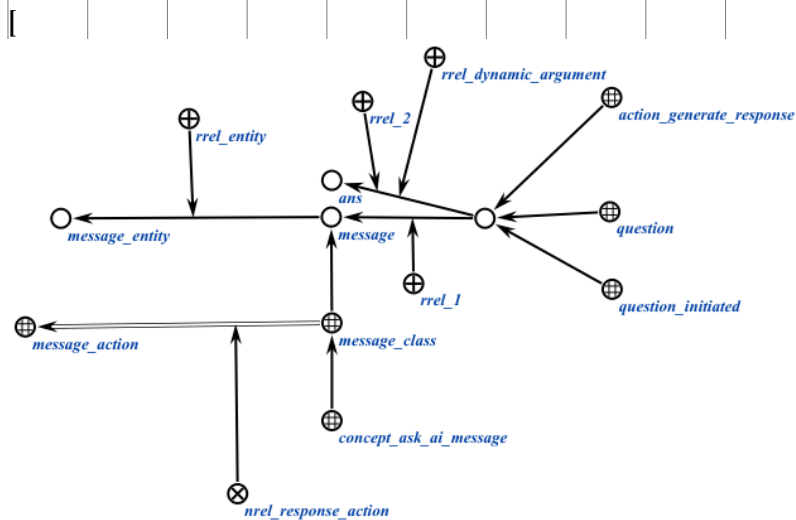 [
rrel_dynamic_argument
action_generate_response
rrel_2
rrel_entity
ans
message_entity
message
question
rrel_1
question_initiated
message_action
message_class
concept_ask_ai_message
nrel_response_action